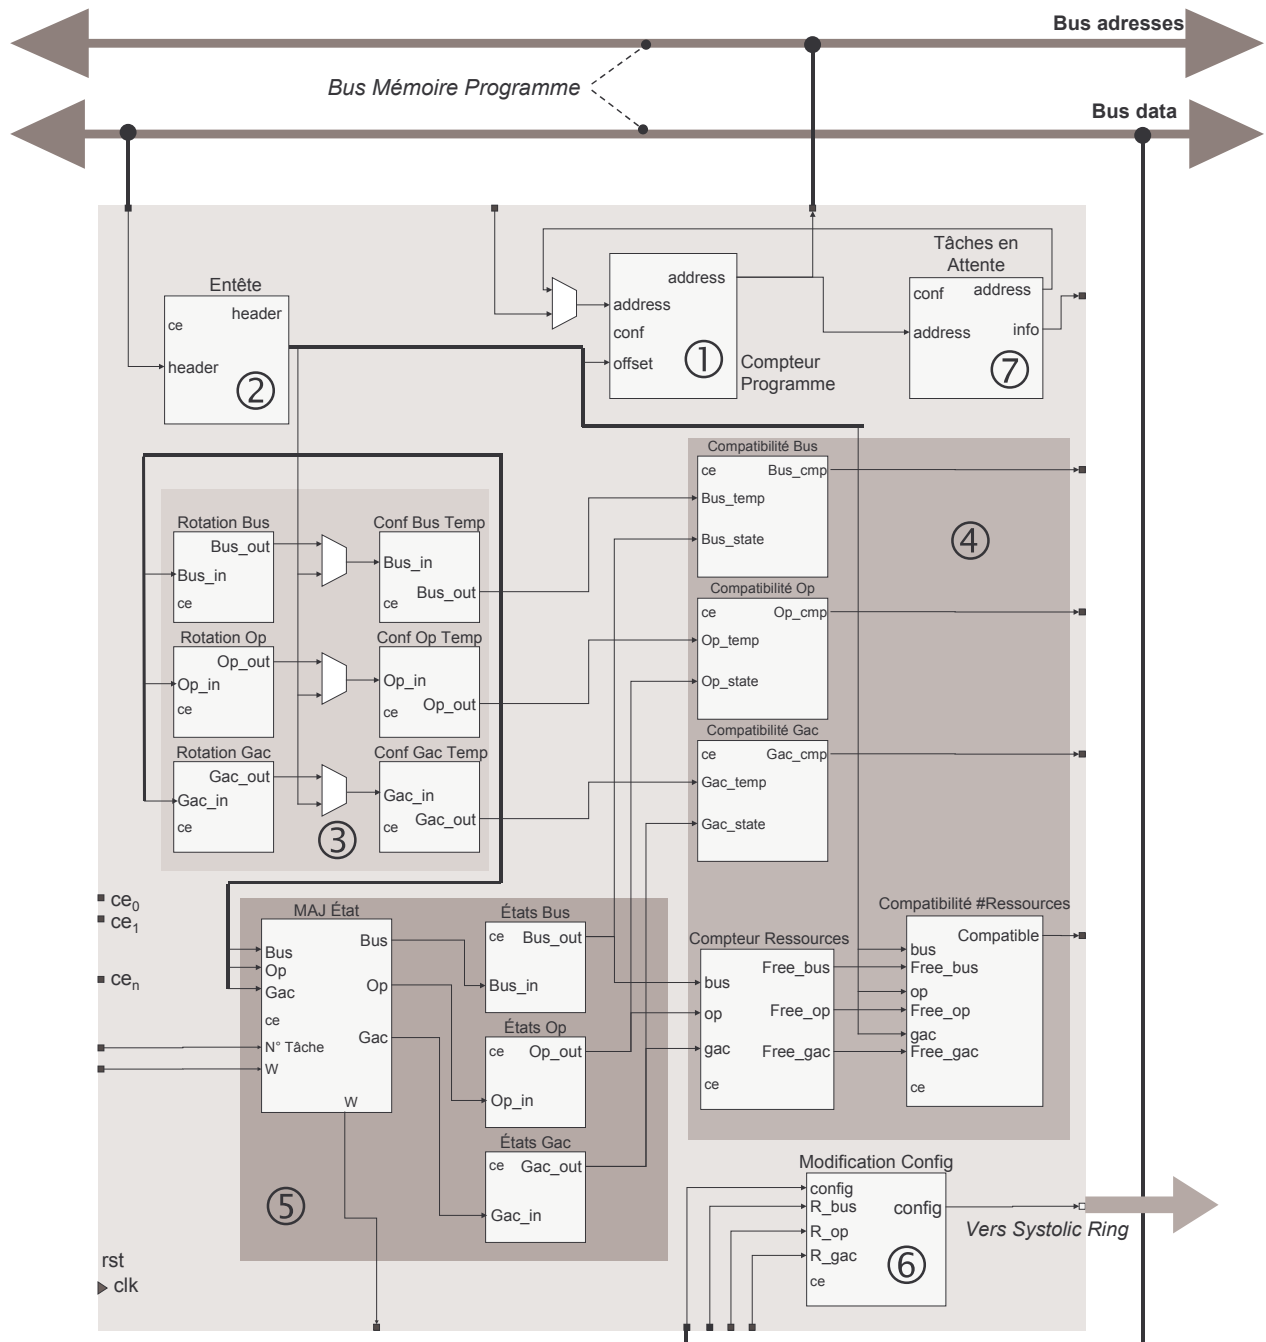 Bus adresses
Bus Mémoire Programme
Bus data
Entête
ce
header
header
②
address
address
conf
offset
①
Compteur
Programme
Tâches en
Attente
conf
address
address
info
⑦
Rotation Bus
Bus_out
Bus_in
ce
Conf Bus Temp
Bus_in
Bus_out
ce
Rotation Op
Op_out
Op_in
ce
Conf Op Temp
Op_in
Op_out
ce
Rotation Gac
Gac_out
Gac_in
ce
Conf Gac Temp
Gac_in
Gac_out
ce
③
Compatibilité Bus
ce
Bus_cmp
Bus_temp
Bus_state
④
Compatibilité Op
ce
Op_cmp
Op_temp
Op_state
Compatibilité Gac
ce
Gac_cmp
Gac_temp
Gac_state
ce0
ce1
cen
MAJ État
Bus
Bus
Op
Op
Gac
Gac
ce
N° Tâche
W
W
États Bus
ce
Bus_out
Bus_in
États Op
ce
Op_out
Op_in
États Gac
ce
Gac_out
Gac_in
⑤
Compteur Ressources
Free_bus
bus
Free_op
op
Free_gac
gac
ce
Compatibilité #Ressources
Compatible
bus
Free_bus
op
Free_op
gac
Free_gac
ce
Modification Config
config
R_bus
config
R_op
R_gac
ce
⑥
Vers Systolic Ring
rst
clk